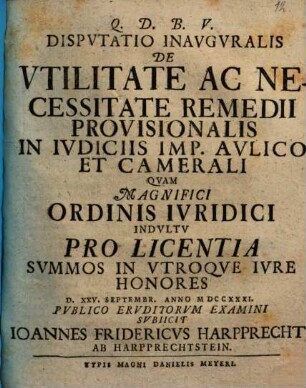 12
Q. D. B. V.
DISPVTATIO INAVGVRALIS
DE
VTILITATE AC NE-
CESSITATE REMEDII
PROVISIONALIS
IN IVDICIIS IMP. AVLICO
ET CAMERALI
QVAM
MAGNIFICI
ORDINIS IVRIDICI
INDVLTV
PRO LICENTIA
SVMMOS IN VTROQVE IVRE
HONORES
D. XXV. SEPTEMBR. ANNO MDCCXXXI.
PVBLICO ERVDITORVM EXAMINI
SVBIICIT
IOANNES FRIDERICVS HARPPRECHT
AB HARPPRECHTSTEIN.
TYPIS MAGNI DANIELIS MEYERI.